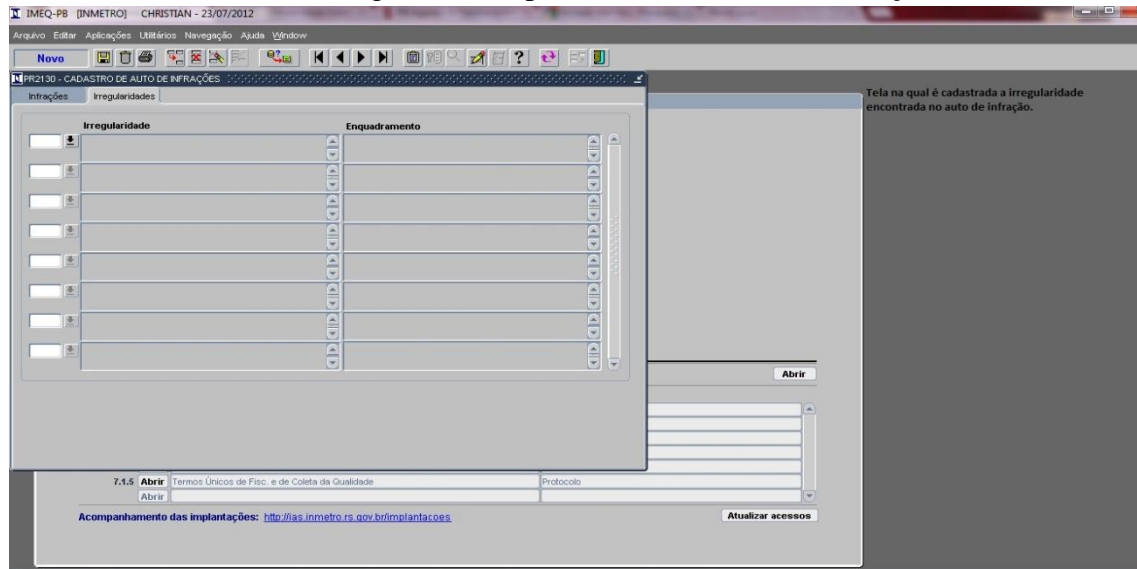 IMEQ-PB [INMETRO] CHRISTIAN - 23/07/2012
Arquivo Editar Aplicações Utilitários Navegação Ajuda Window
Novo
PR2130 - CADASTRO DE AUTO DE INFRAÇÕES
Infrações Irregularidades
Tela na qual é cadastrada a irregularidade
encontrada no auto de infração.
Irregularidade Enquadramento
Abrir
7.1.5 Abrir Termos Únicos de Fisc. e de Coleta da Qualidade Protocolo
Abrir
Acompanhamento das implantações: http://ias.inmetro.rs.gov.br/implantacoes Atualizar acessos